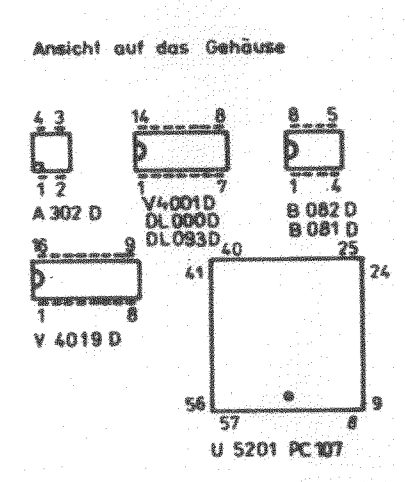 Ansicht auf das Gehäuse
4 3
14 8
8 5
1 2
1 7
1 4
A 302 D
V4001D
DL000D
DL093D
B 082 D
B 081 D
16 9
1 8
V 4019 D
40 25
41 24
56 9
57 8
U 5201 PC107